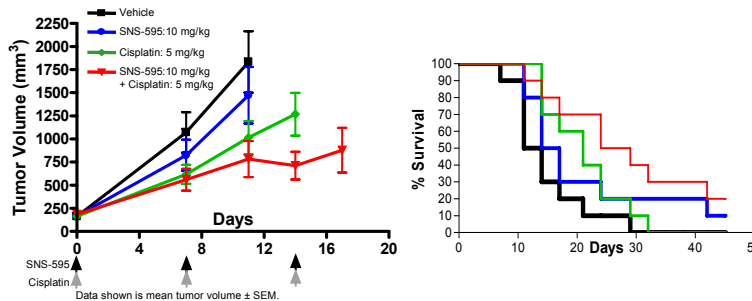 Vehicle
SNS-595:10 mg/kg
Cisplatin: 5 mg/kg
SNS-595:10 mg/kg
+ Cisplatin: 5 mg/kg
Tumor Volume (mm³)
2250
2000
1750
1500
1250
1000
750
500
250
0
0 4 8 12 16 20
Days
SNS-595
Cisplatin
Data shown is mean tumor volume ± SEM.
% Survival
100
90
80
70
60
50
40
30
20
10
0
0 10 20 30 40 50
Days